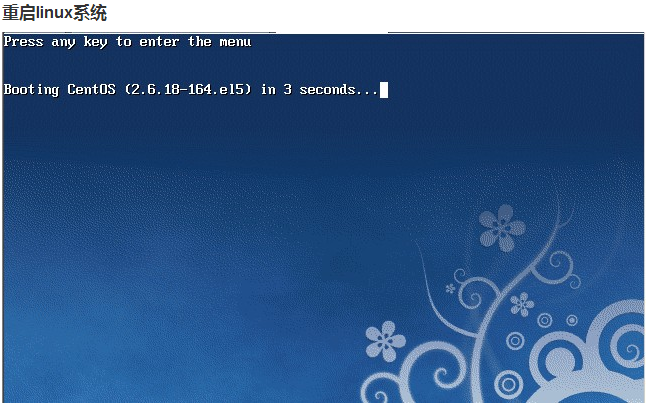 重启linux系统
Press any key to enter the menu
Booting CentOS (2.6.18-164.el5) in 3 seconds...